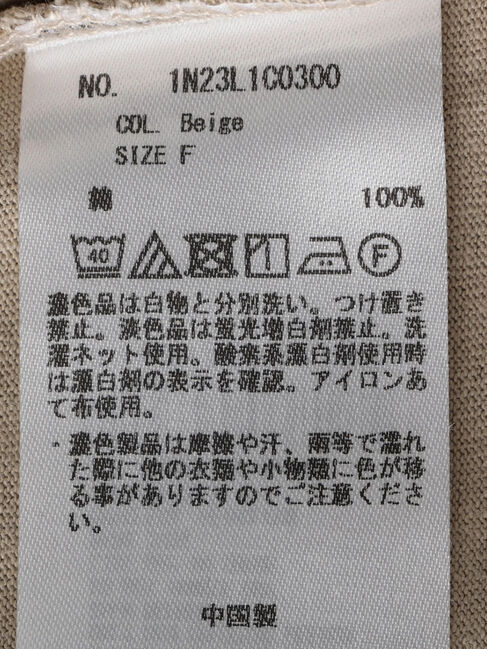 NO. 1N23L1C0300
COL. Beige
SIZE F
綿 100%
40 F
濃色品は白物と分別洗い。つけ置き
禁止。淡色品は蛍光増白剤禁止。洗
濯ネット使用。酸素系漂白剤使用時
は漂白剤の表示を確認。アイロンあ
て布使用。
・濃色製品は摩擦や汗、雨等で濡れ
た際に他の衣類や小物類に色が移
る事がありますのでご注意くださ
い。
中国製